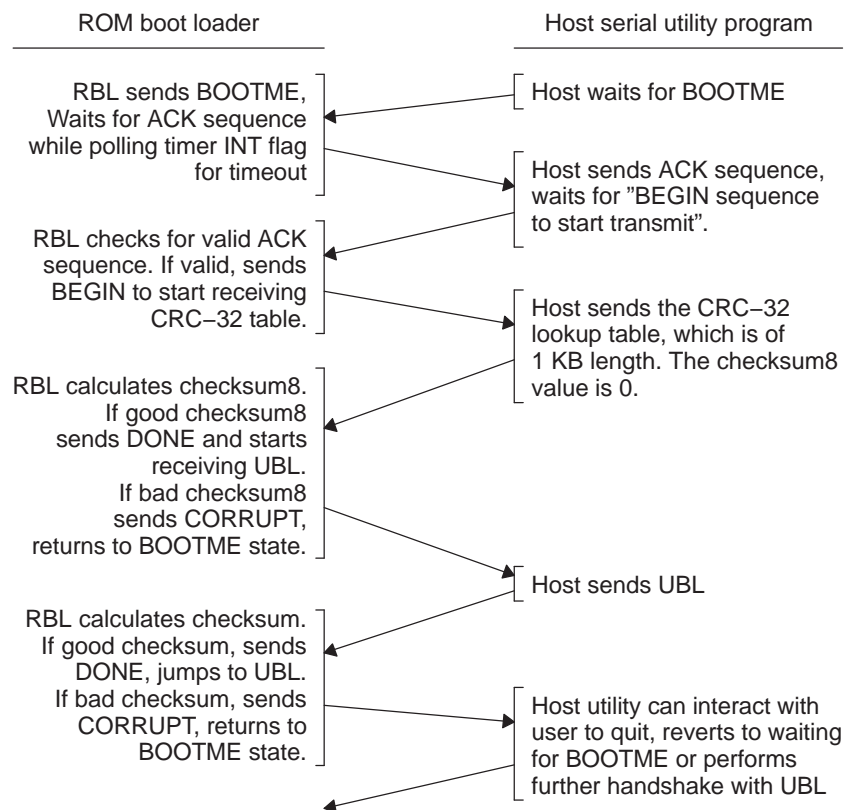 ROM boot loader
Host serial utility program
RBL sends BOOTME,
Waits for ACK sequence
while polling timer INT flag
for timeout
Host waits for BOOTME
Host sends ACK sequence,
waits for ”BEGIN sequence
to start transmit”.
RBL checks for valid ACK
sequence. If valid, sends
BEGIN to start receiving
CRC−32 table.
Host sends the CRC−32
lookup table, which is of
1 KB length. The checksum8
value is 0.
RBL calculates checksum8.
If good checksum8
sends DONE and starts
receiving UBL.
If bad checksum8
sends CORRUPT,
returns to BOOTME state.
Host sends UBL
RBL calculates checksum.
If good checksum, sends
DONE, jumps to UBL.
If bad checksum, sends
CORRUPT, returns to
BOOTME state.
Host utility can interact with
user to quit, reverts to waiting
for BOOTME or performs
further handshake with UBL